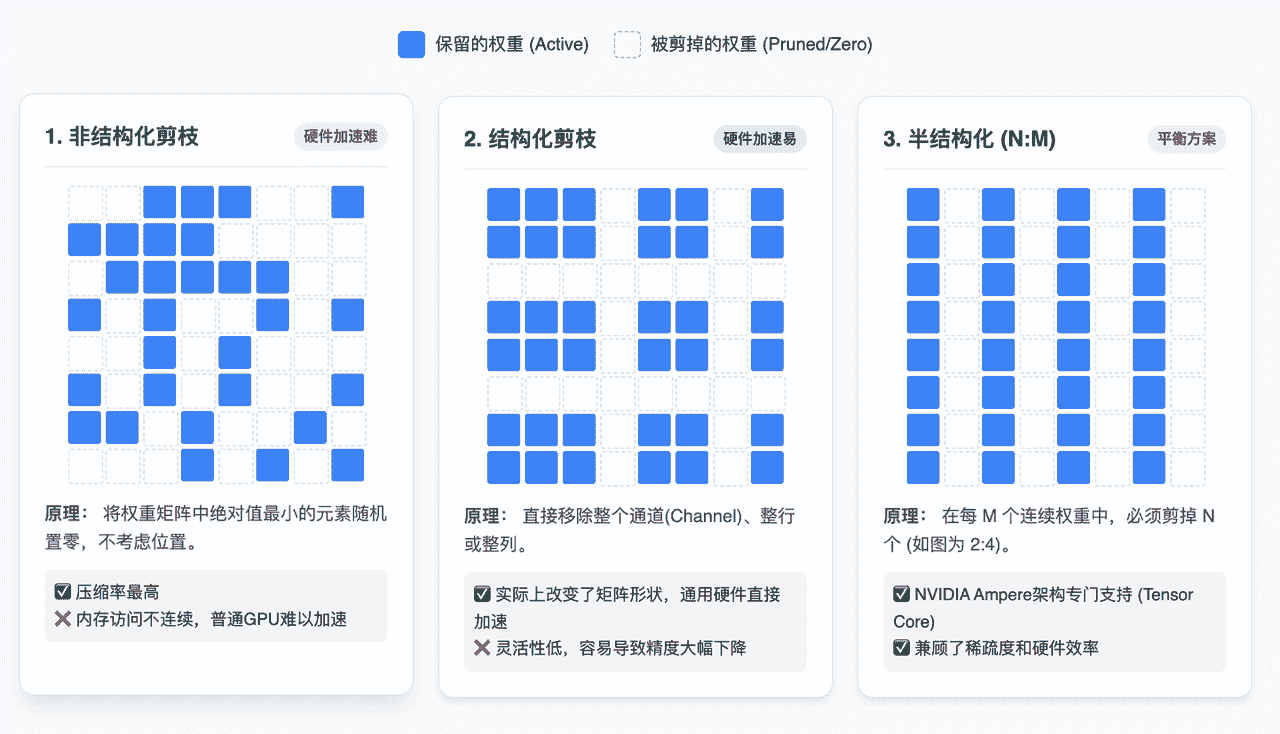 保留的权重 (Active)
被剪掉的权重 (Pruned/Zero)
1. 非结构化剪枝
硬件加速难
原理： 将权重矩阵中绝对值最小的元素随机
置零，不考虑位置。
☑ 压缩率最高
❌ 内存访问不连续，普通GPU难以加速
2. 结构化剪枝
硬件加速易
原理： 直接移除整个通道(Channel)、整行
或整列。
☑ 实际上改变了矩阵形状，通用硬件直接
加速
❌ 灵活性低，容易导致精度大幅下降
3. 半结构化 (N:M)
平衡方案
原理： 在每 M 个连续权重中，必须剪掉 N
个 (如图为 2:4)。
☑ NVIDIA Ampere架构专门支持 (Tensor
Core)
☑ 兼顾了稀疏度和硬件效率